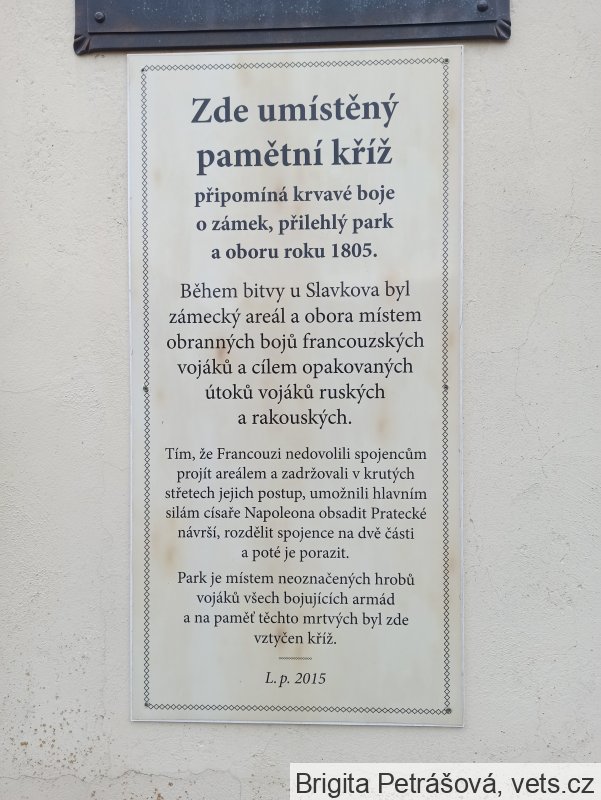 Zde umístěný
pamětní kříž
připomíná krvavé boje
o zámek, přilehlý park
a oboru roku 1805.
Během bitvy u Slavkova byl
zámecký areál a obora místem
obranných bojů francouzských
vojáků a cílem opakovaných
útoků vojáků ruských
a rakouských.
Tím, že Francouzi nedovolili spojencům
projít areálem a zadržovali v krutých
střetech jejich postup, umožnili hlavním
silám císaře Napoleona obsadit Pratecké
návrší, rozdělit spojence na dvě části
a poté je porazit.
Park je místem neoznačených hrobů
vojáků všech bojujících armád
a na paměť těchto mrtvých byl zde
vztyčen kříž.
L. p. 2015
Brigita Petrášová, vets.cz